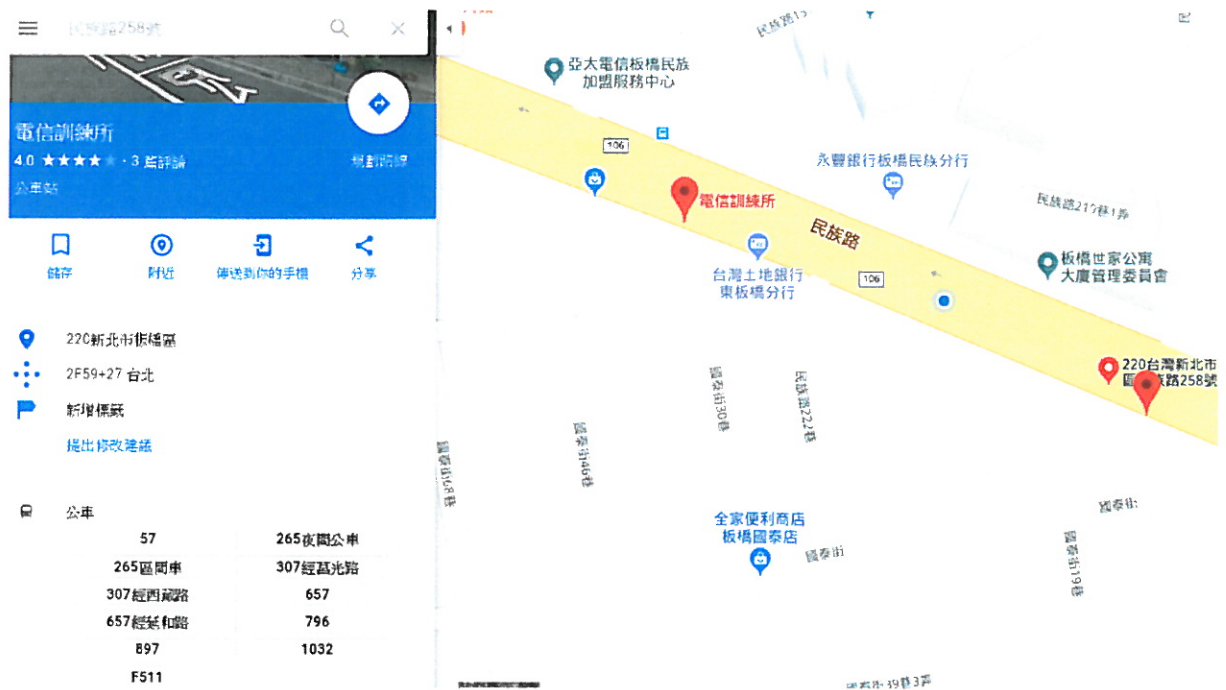 民族路258號
電信訓練所
4.0 ★★★★★ · 3 篇評論
規劃路線
公車站
儲存
附近
傳送到你的手機
分享
220新北市板橋區
2F59+27 台北
新增標籤
提出修改建議
公車
57
265夜間公車
265區間車
307經莒光路
307經西藏路
657
657經延和路
796
897
1032
F511
亞太電信板橋民族
加盟服務中心
106
電信訓練所
永豐銀行板橋民族分行
民族路
民族路219巷1弄
台灣土地銀行
東板橋分行
106
板橋世家公寓
大廈管理委員會
220台灣新北市
國泰街30巷
民族路222巷
國泰街46巷
國泰街68巷
全家便利商店
板橋國泰店
國泰街
國泰街
國泰街19巷